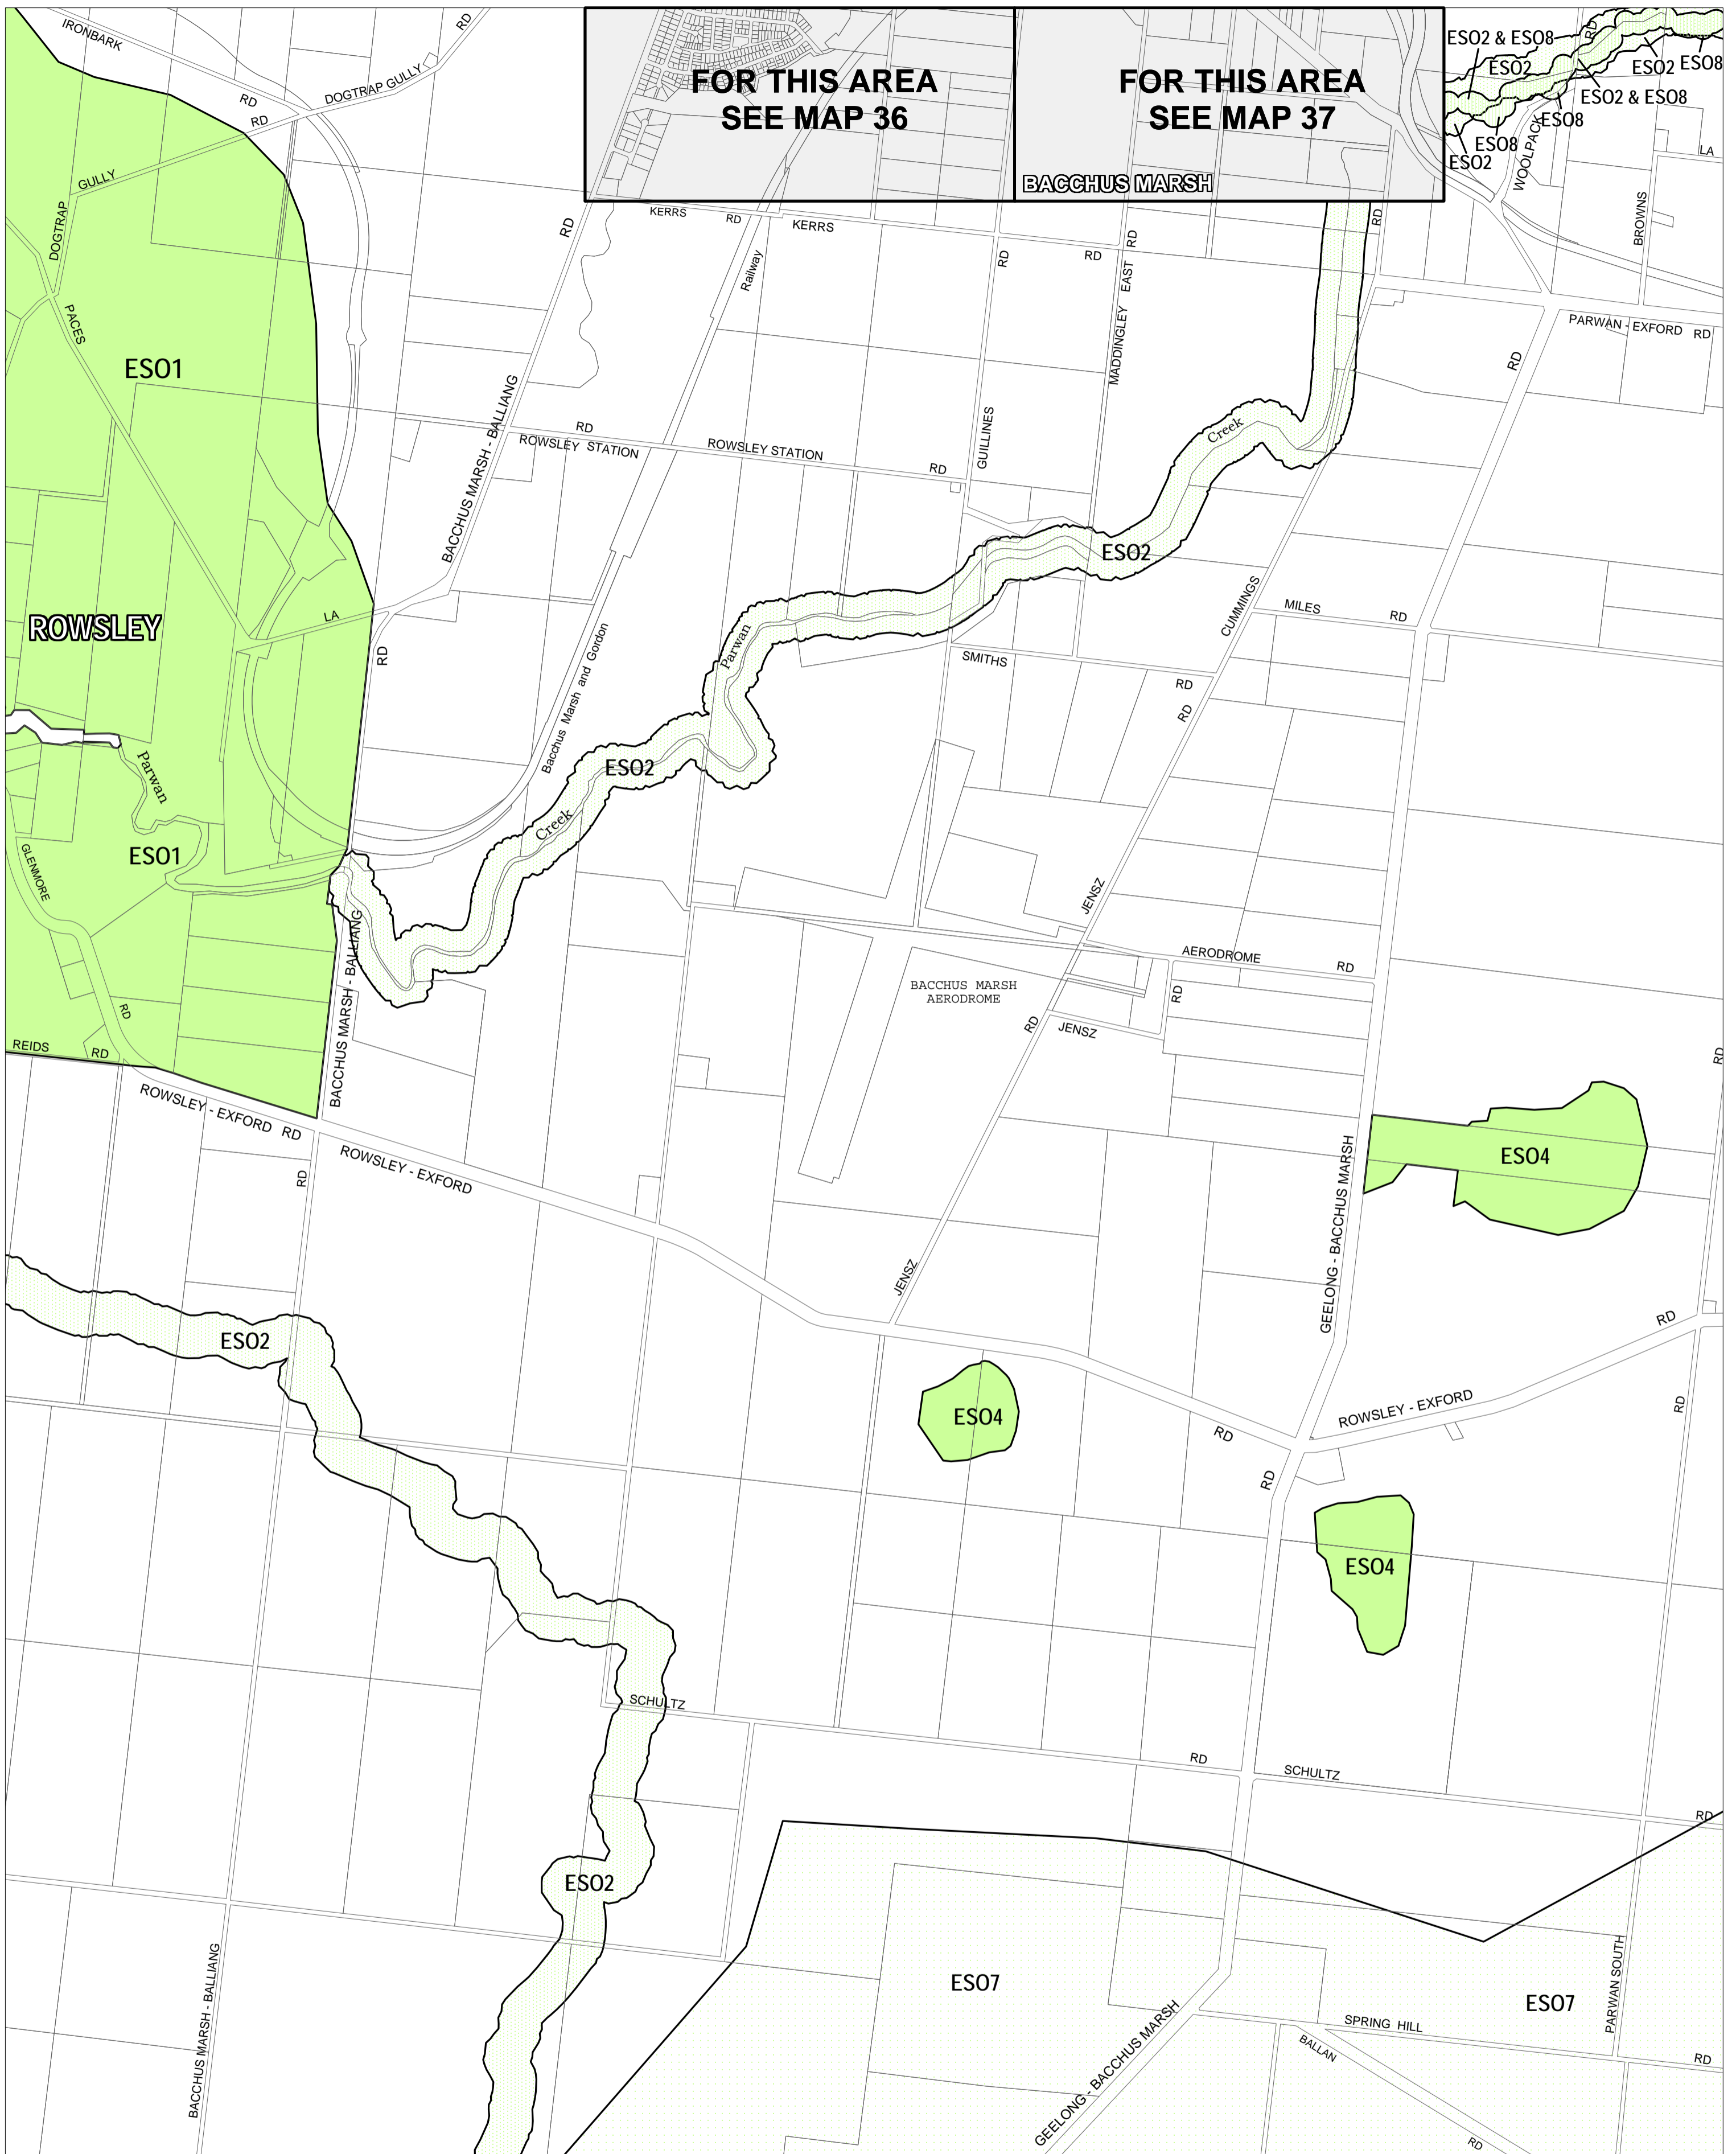 IRONBARK
RD
DOGTRAP GULLY
RD
RD
GULLY
DOGTRAP
PACES
FOR THIS AREA
SEE MAP 36
FOR THIS AREA
SEE MAP 37
BACCHUS MARSH
ESO2 & ESO8
ESO2
RD
ESO2
ESO8
ESO2 & ESO8
ESO8
ESO8
ESO2
WOOLPACK
LA
BROWNS
RD
KERRS
RD
KERRS
RD
RD
RD
EAST
MADDINGLEY
RD
Railway
PARWAN - EXFORD
RD
RD
ESO1
BACCHUS MARSH - BALLIANG
RD
ROWSLEY STATION
ROWSLEY STATION
RD
GUILLINES
Creek
ESO2
ROWSLEY
LA
RD
Bacchus Marsh and Gordon
Parwan
CUMMINGS
MILES
RD
SMITHS
RD
RD
Parwan
ESO2
Creek
ESO1
GLENMORE
RD
REIDS
RD
BACCHUS MARSH - BALLIANG
JENSZ
AERODROME
RD
BACCHUS MARSH
AERODROME
RD
RD
JENSZ
RD
ROWSLEY - EXFORD
RD
ROWSLEY - EXFORD
RD
ESO4
GEELONG - BACCHUS MARSH
JENSZ
RD
ESO2
ESO4
ROWSLEY - EXFORD
RD
RD
RD
ESO4
SCHULTZ
RD
SCHULTZ
RD
ESO2
ESO7
ESO7
PARWAN SOUTH
BACCHUS MARSH - BALLIANG
GEELONG - BACCHUS MARSH
SPRING HILL
RD
BALLAN
RD